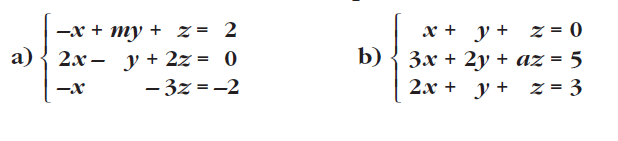 a) { −x + my + z = 2
2x − y + 2z = 0
−x − 3z = −2
b) { x + y + z = 0
3x + 2y + az = 5
2x + y + z = 3